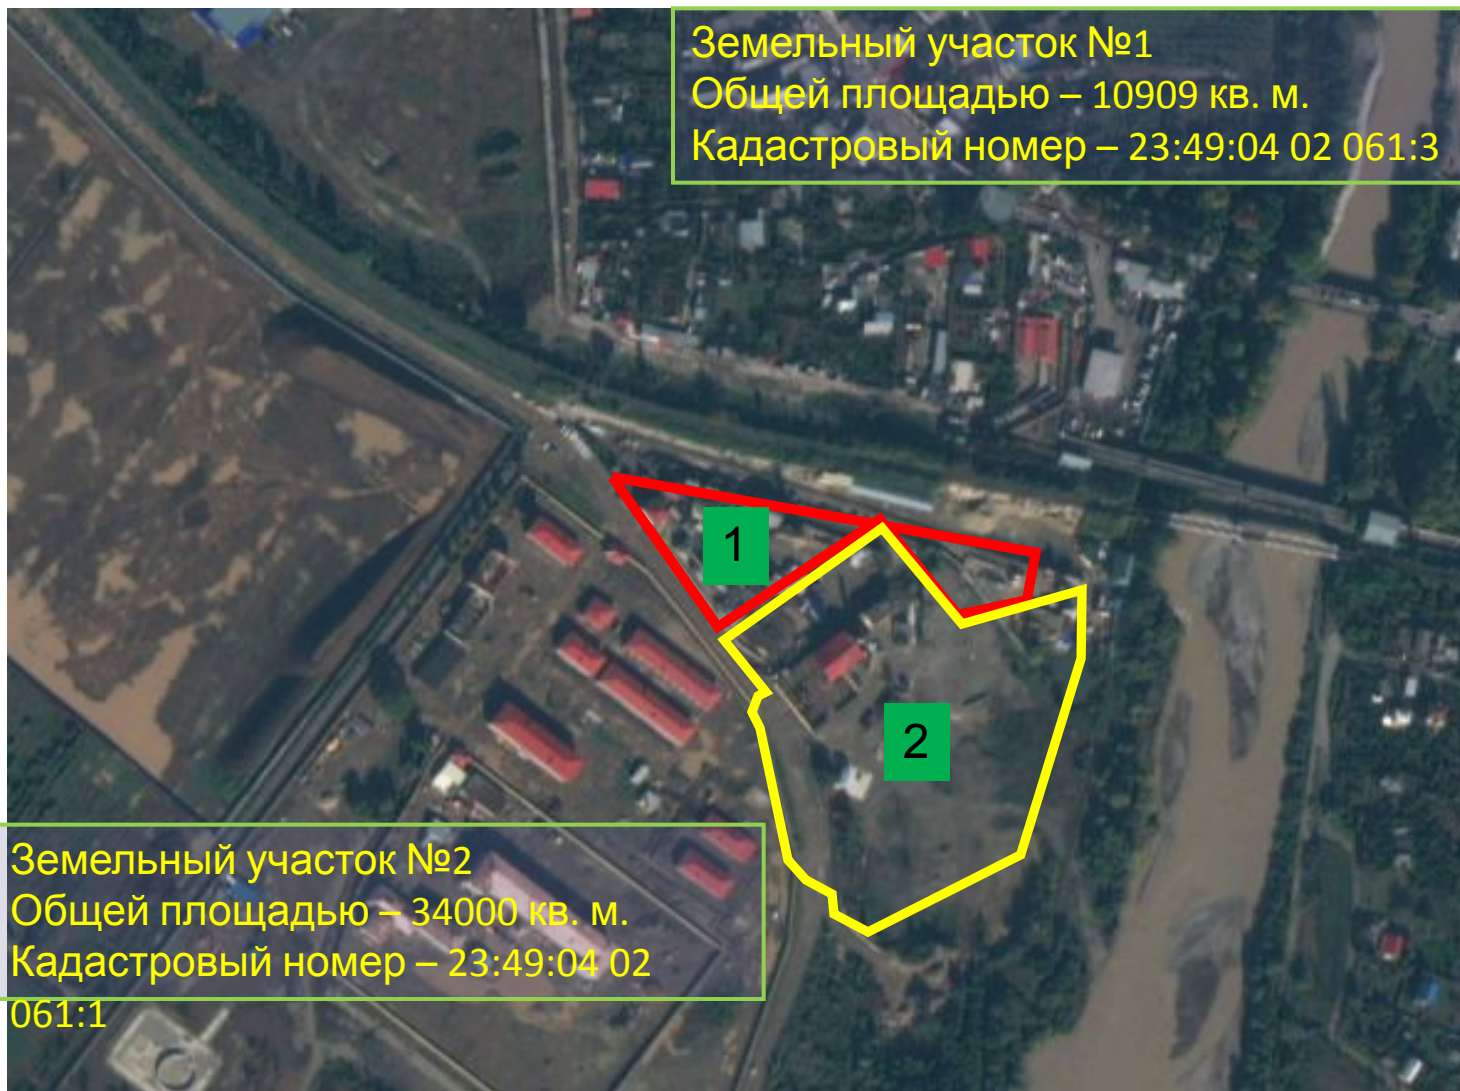 Земельный участок №1
Общей площадью – 10909 кв. м.
Кадастровый номер – 23:49:04 02 061:3
1
2
Земельный участок №2
Общей площадью – 34000 кв. м.
Кадастровый номер – 23:49:04 02
061:1